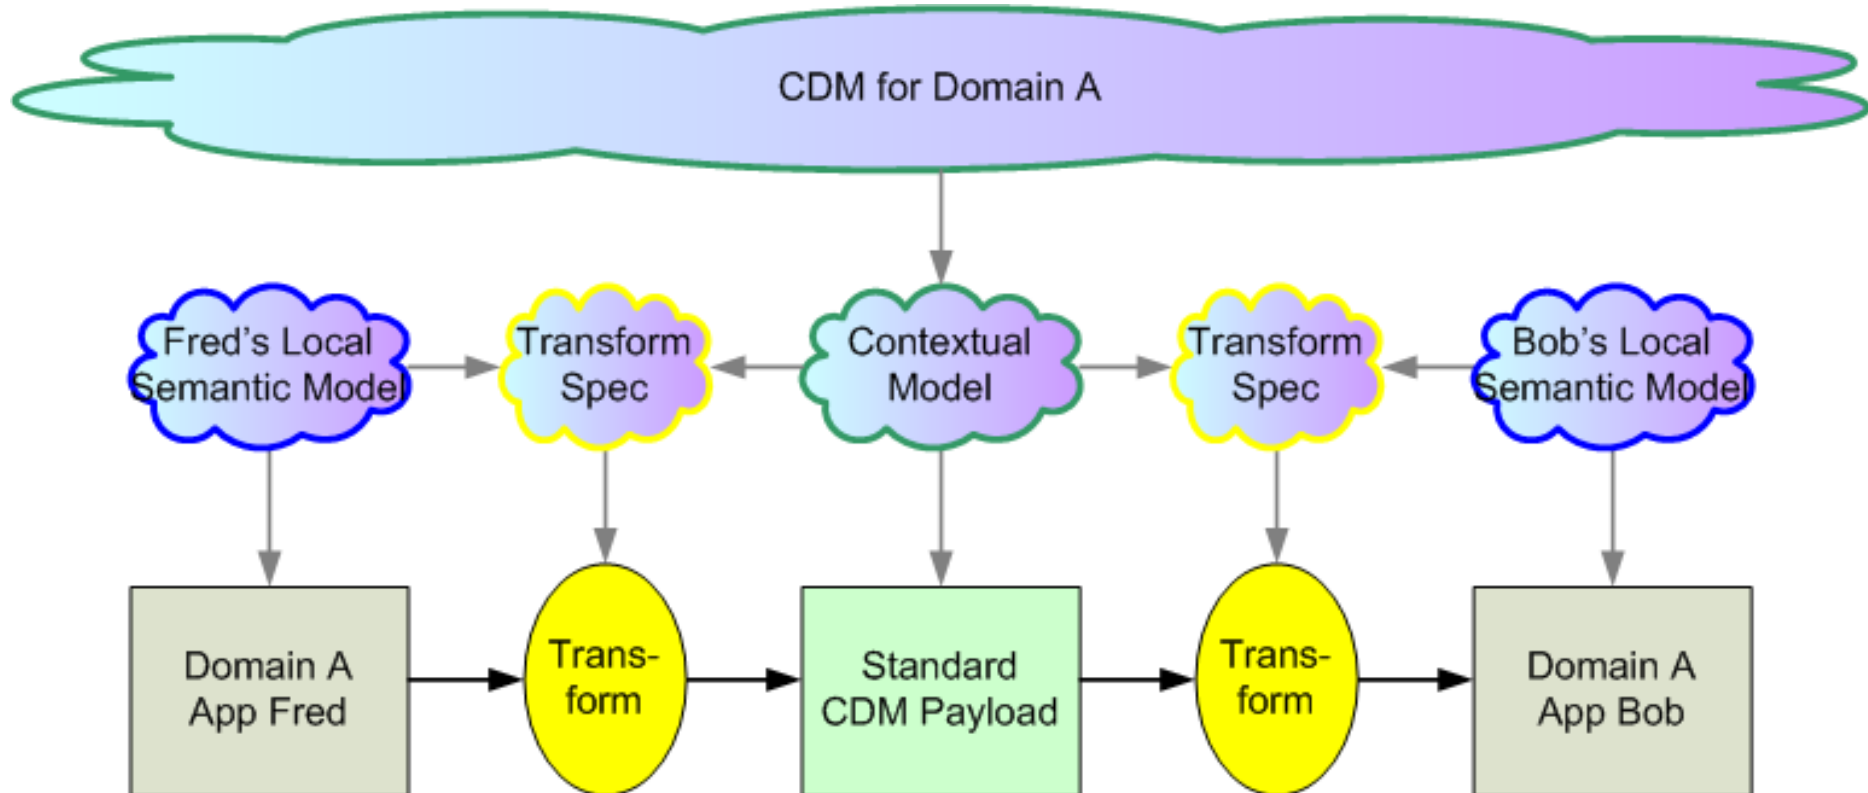 CDM for Domain A
Fred's Local
Semantic Model
Transform
Spec
Contextual
Model
Transform
Spec
Bob's Local
Semantic Model
Domain A
App Fred
Trans-
form
Standard
CDM Payload
Trans-
form
Domain A
App Bob